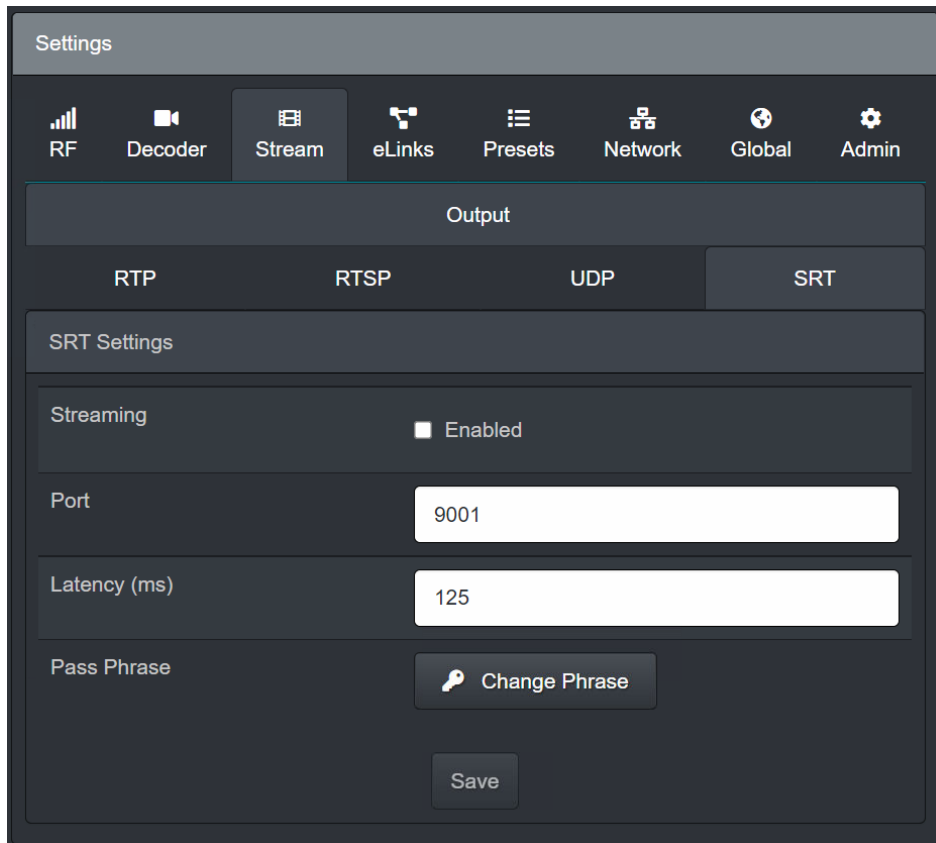 Settings
RF Decoder Stream eLinks Presets Network Global Admin
Output
RTP RTSP UDP SRT
SRT Settings
Streaming Enabled
Port 9001
Latency (ms) 125
Pass Phrase Change Phrase
Save